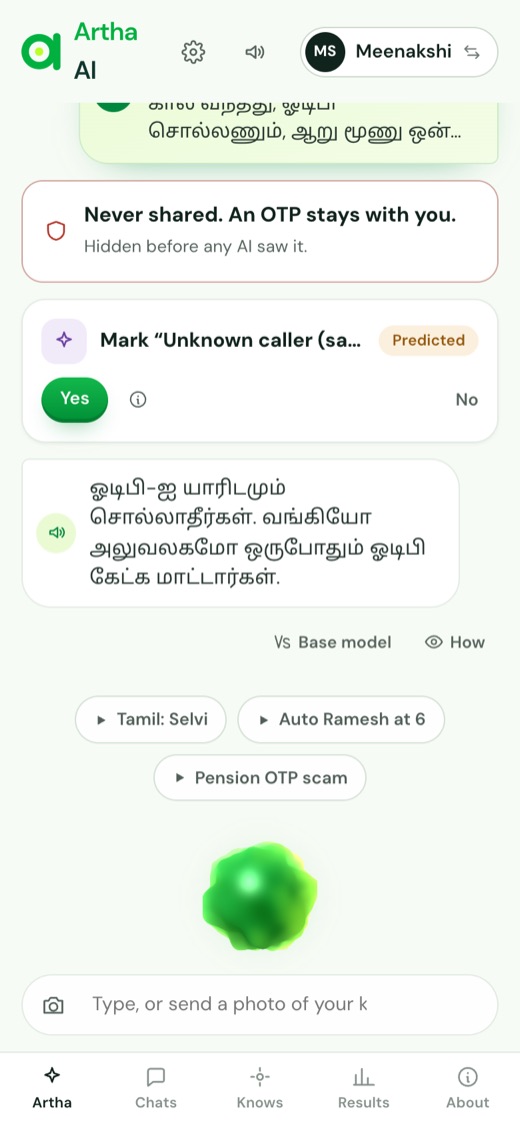 Artha
AI
MS Meenakshi
கால் வந்தது, ஓடிபி
சொல்லணும், ஆறு மூணு ஒன்...
Never shared. An OTP stays with you.
Hidden before any AI saw it.
Mark “Unknown caller (sa... Predicted
Yes No
ஓடிபி-ஐ யாரிடமும்
சொல்லாதீர்கள். வங்கியோ
அலுவலகமோ ஒருபோதும் ஓடிபி
கேட்க மாட்டார்கள்.
Vs Base model How
Tamil: Selvi Auto Ramesh at 6
Pension OTP scam
Type, or send a photo of your k
Artha Chats Knows Results About